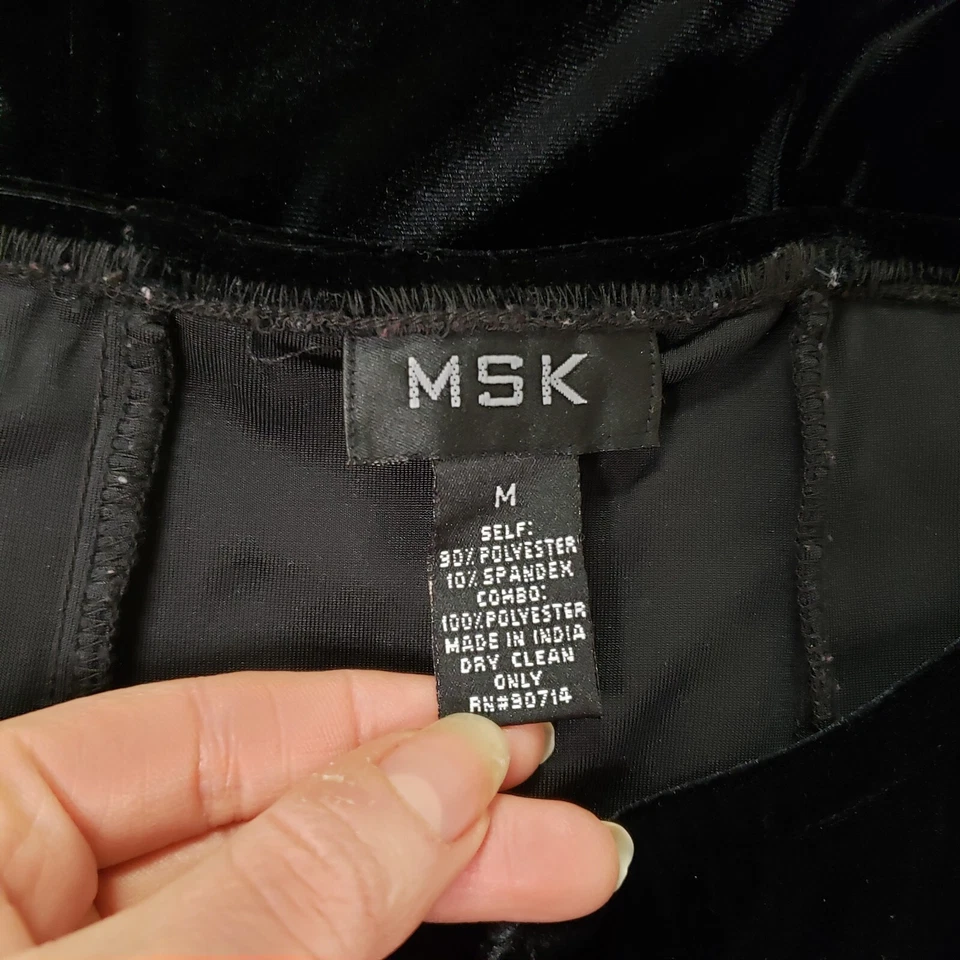 MSK
M
SELF:
90% POLYESTER
10% SPANDEX
COMBO:
100% POLYESTER
MADE IN INDIA
DRY CLEAN
ONLY
RN#90714